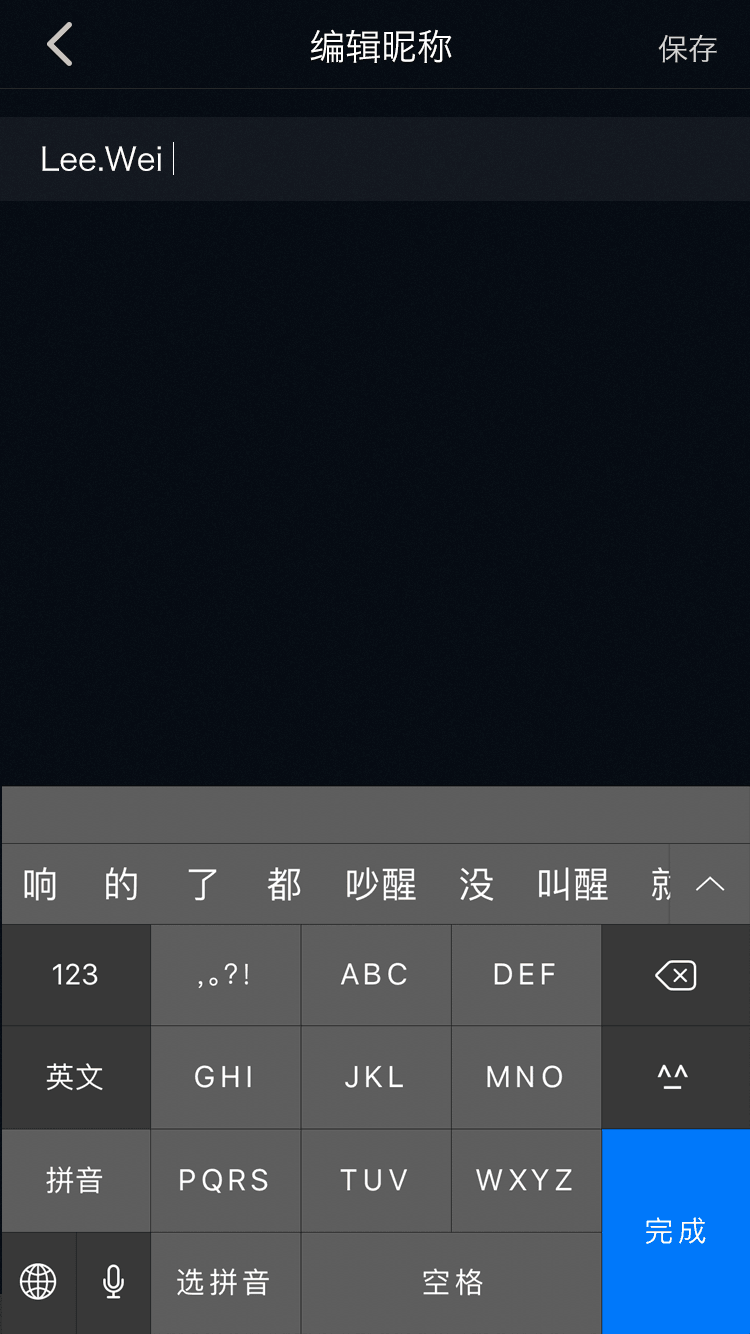 编辑昵称 保存
Lee.Wei
响 的 了 都 吵醒 没 叫醒
123 ,。?! ABC DEF
英文 GHI JKL MNO ^^
拼音 PQRS TUV WXYZ
完成
选拼音 空格